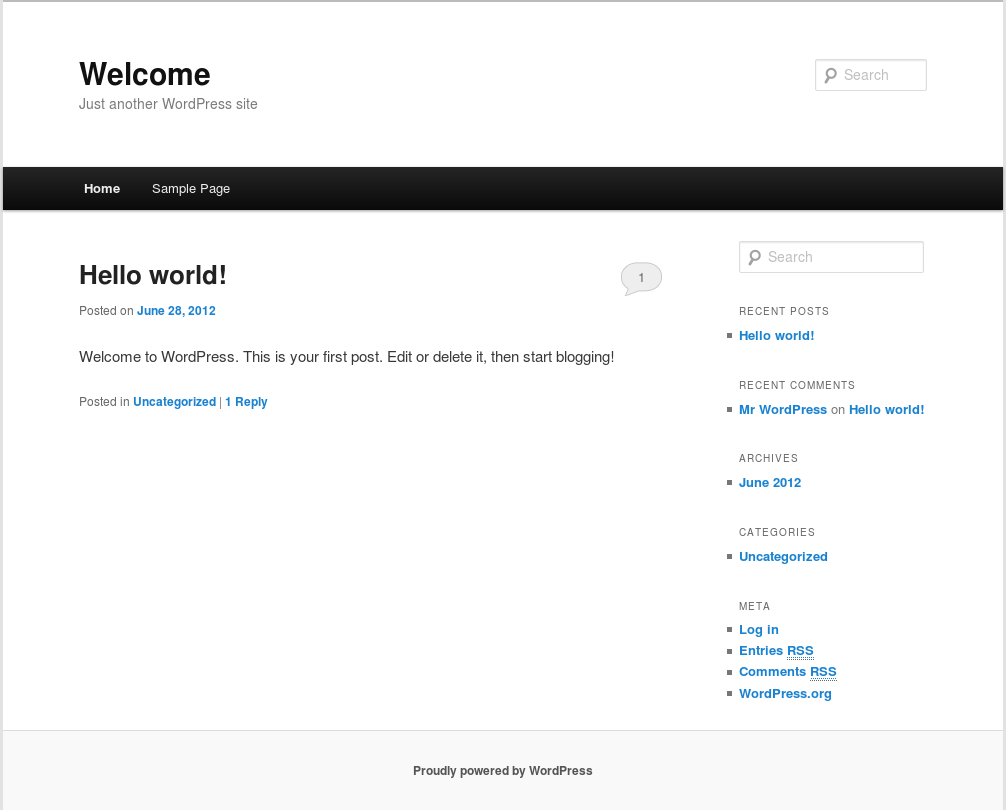 Welcome
Just another WordPress site
Search
Home
Sample Page
Hello world!
1
Posted on June 28, 2012
Welcome to WordPress. This is your first post. Edit or delete it, then start blogging!
Posted in Uncategorized | 1 Reply
Search
RECENT POSTS
Hello world!
RECENT COMMENTS
Mr WordPress on Hello world!
ARCHIVES
June 2012
CATEGORIES
Uncategorized
META
Log in
Entries RSS
Comments RSS
WordPress.org
Proudly powered by WordPress